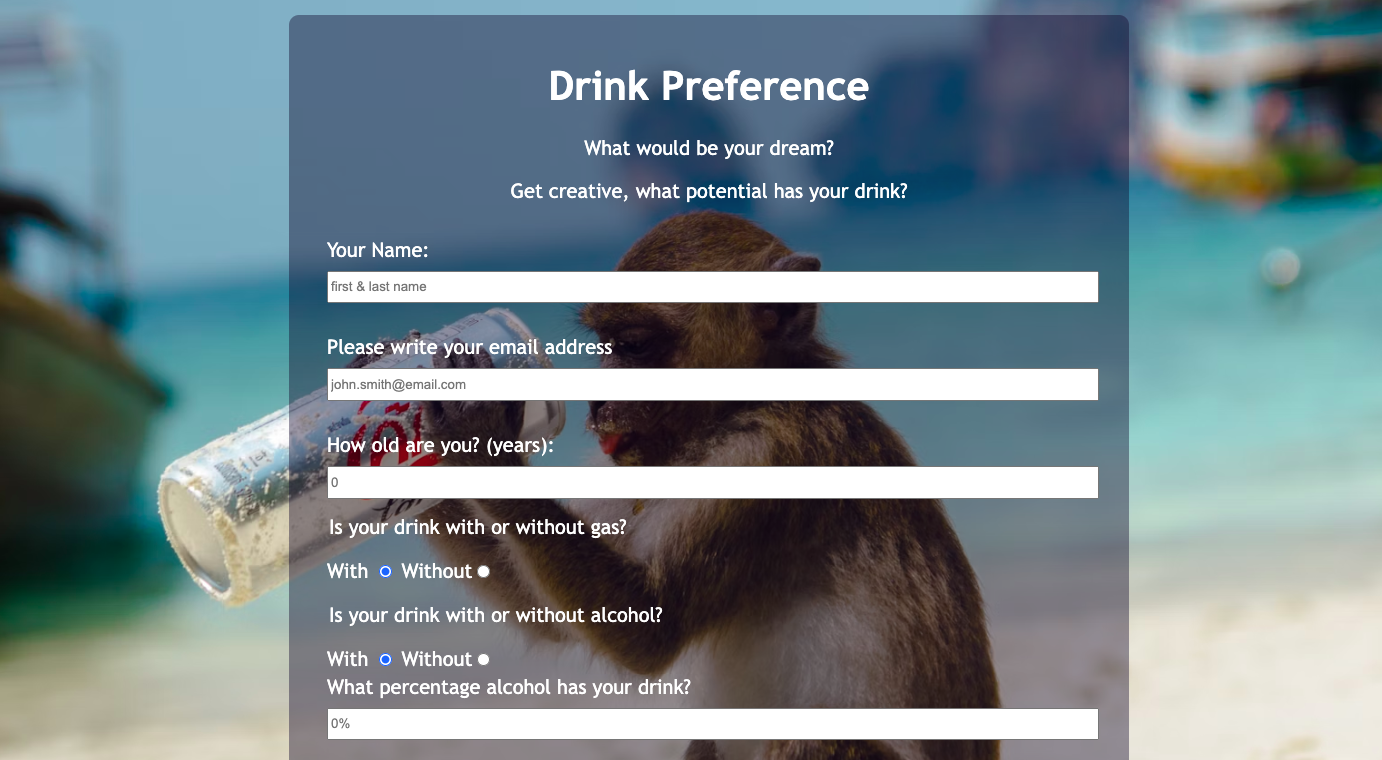 Drink Preference
What would be your dream?
Get creative, what potential has your drink?
Your Name:
first & last name
Please write your email address
john.smith@email.com
How old are you? (years):
0
Is your drink with or without gas?
With Without
Is your drink with or without alcohol?
With Without
What percentage alcohol has your drink?
0%